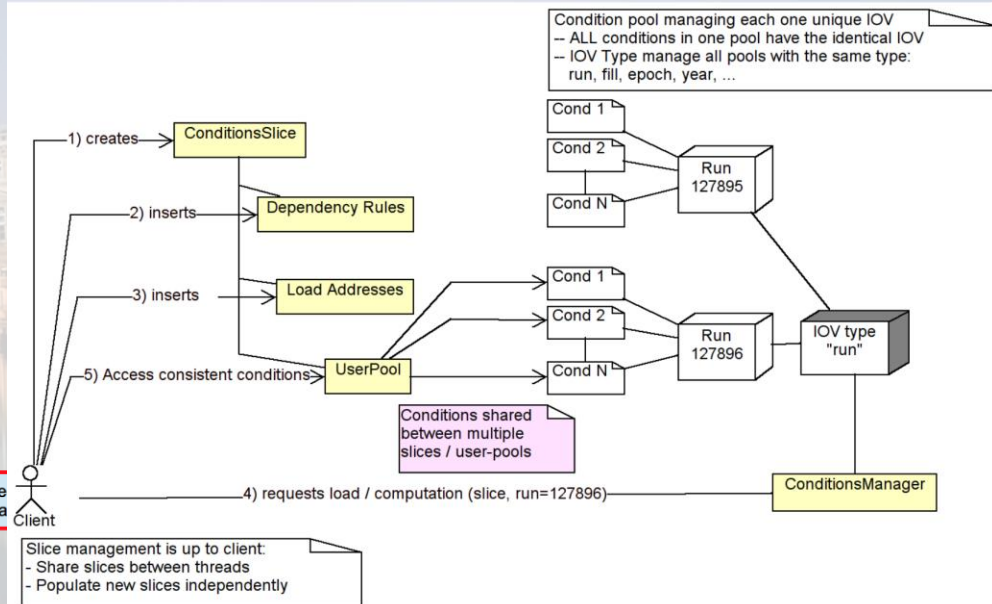 Condition pool managing each one unique IOV
-- ALL conditions in one pool have the identical IOV
-- IOV Type manage all pools with the same type:
run, fill, epoch, year, ...
1) creates
ConditionsSlice
Cond 1
Cond 2
Cond N
Run
127895
2) inserts
Dependency Rules
3) inserts
Load Addresses
Cond 1
Cond 2
Cond N
Run
127896
IOV type
"run"
5) Access consistent conditions
UserPool
Conditions shared
between multiple
slices / user-pools
4) requests load / computation (slice, run=127896)
ConditionsManager
Client
Slice management is up to client:
- Share slices between threads
- Populate new slices independently